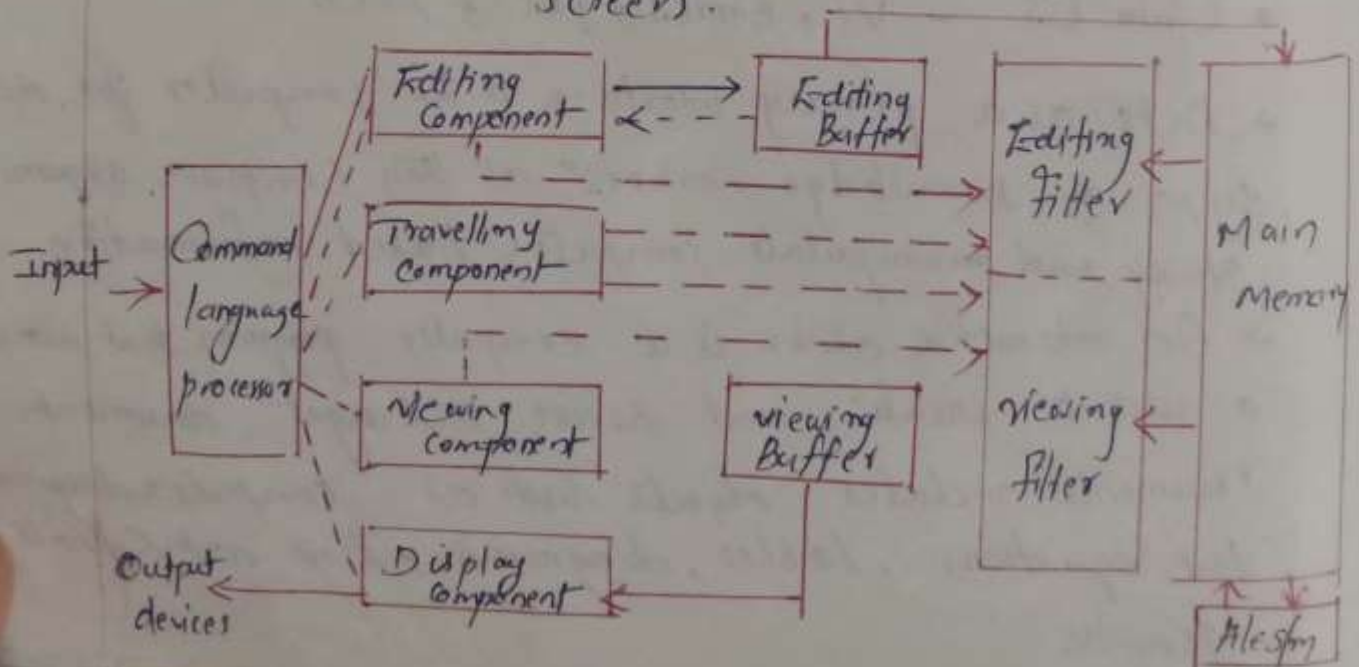 screen.
Editing
Component
Editing
Buffer
Editing
filter
Main
Memory
Input
Command
language
processor
Travelling
Component
Viewing
Component
viewing
Buffer
viewing
filter
Display
Component
Output
devices